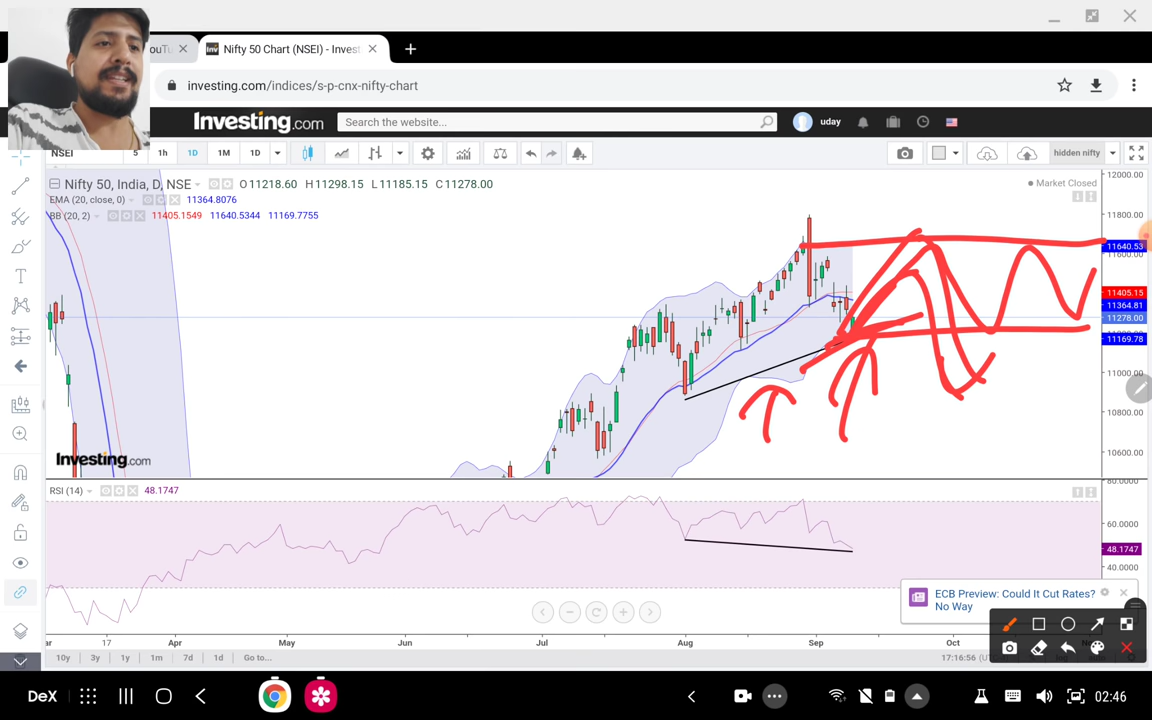 ouTu
Nifty 50 Chart (NSEI) - Invest
investing.com/indices/s-p-cnx-nifty-chart
Investing.com
Search the website...
uday
NSEI
5
1h
1D
1M
1D
hidden nifty
Nifty 50, India, D, NSE
O11218.60 H11298.15 L11185.15 C11278.00
Market Closed
EMA (20, close, 0)
11364.8076
BB (20, 2)
11405.1549 11640.5344 11169.7755
12000.00
11800.00
11640.53
11600.00
11405.15
11364.81
11278.00
11169.78
11000.00
10800.00
10600.00
Investing.com
RSI (14)
48.1747
80.0000
60.0000
48.1747
40.0000
ECB Preview: Could It Cut Rates?
No Way
17
Apr
May
Jun
Jul
Aug
Sep
Oct
10y
3y
1y
1m
7d
1d
Go to...
17:16:56
DeX
02:46